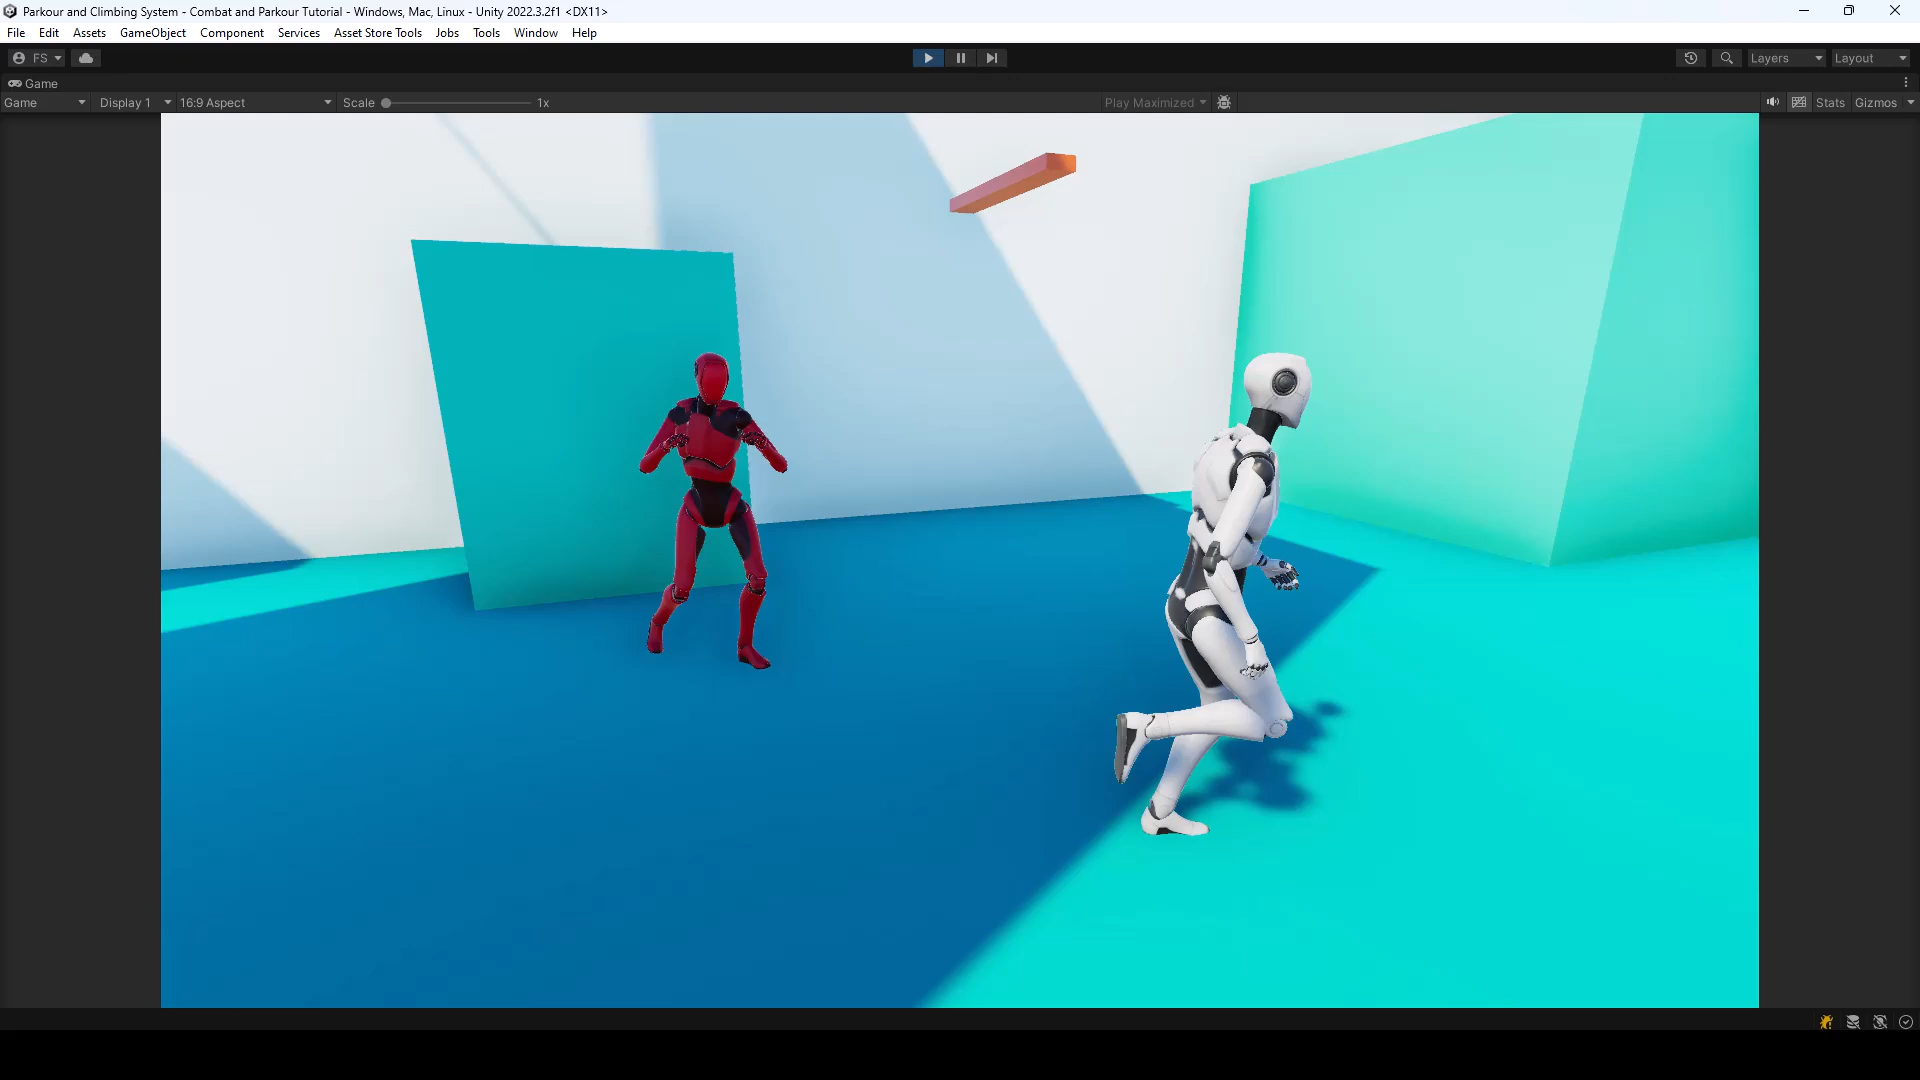 Parkour and Climbing System - Combat and Parkour Tutorial - Windows, Mac, Linux - Unity 2022.3.2f1 <DX11>
File Edit Assets GameObject Component Services Asset Store Tools Jobs Tools Window Help
FS Layers Layout
Game
Game Display 1 16:9 Aspect Scale 1x Play Maximized Stats Gizmos